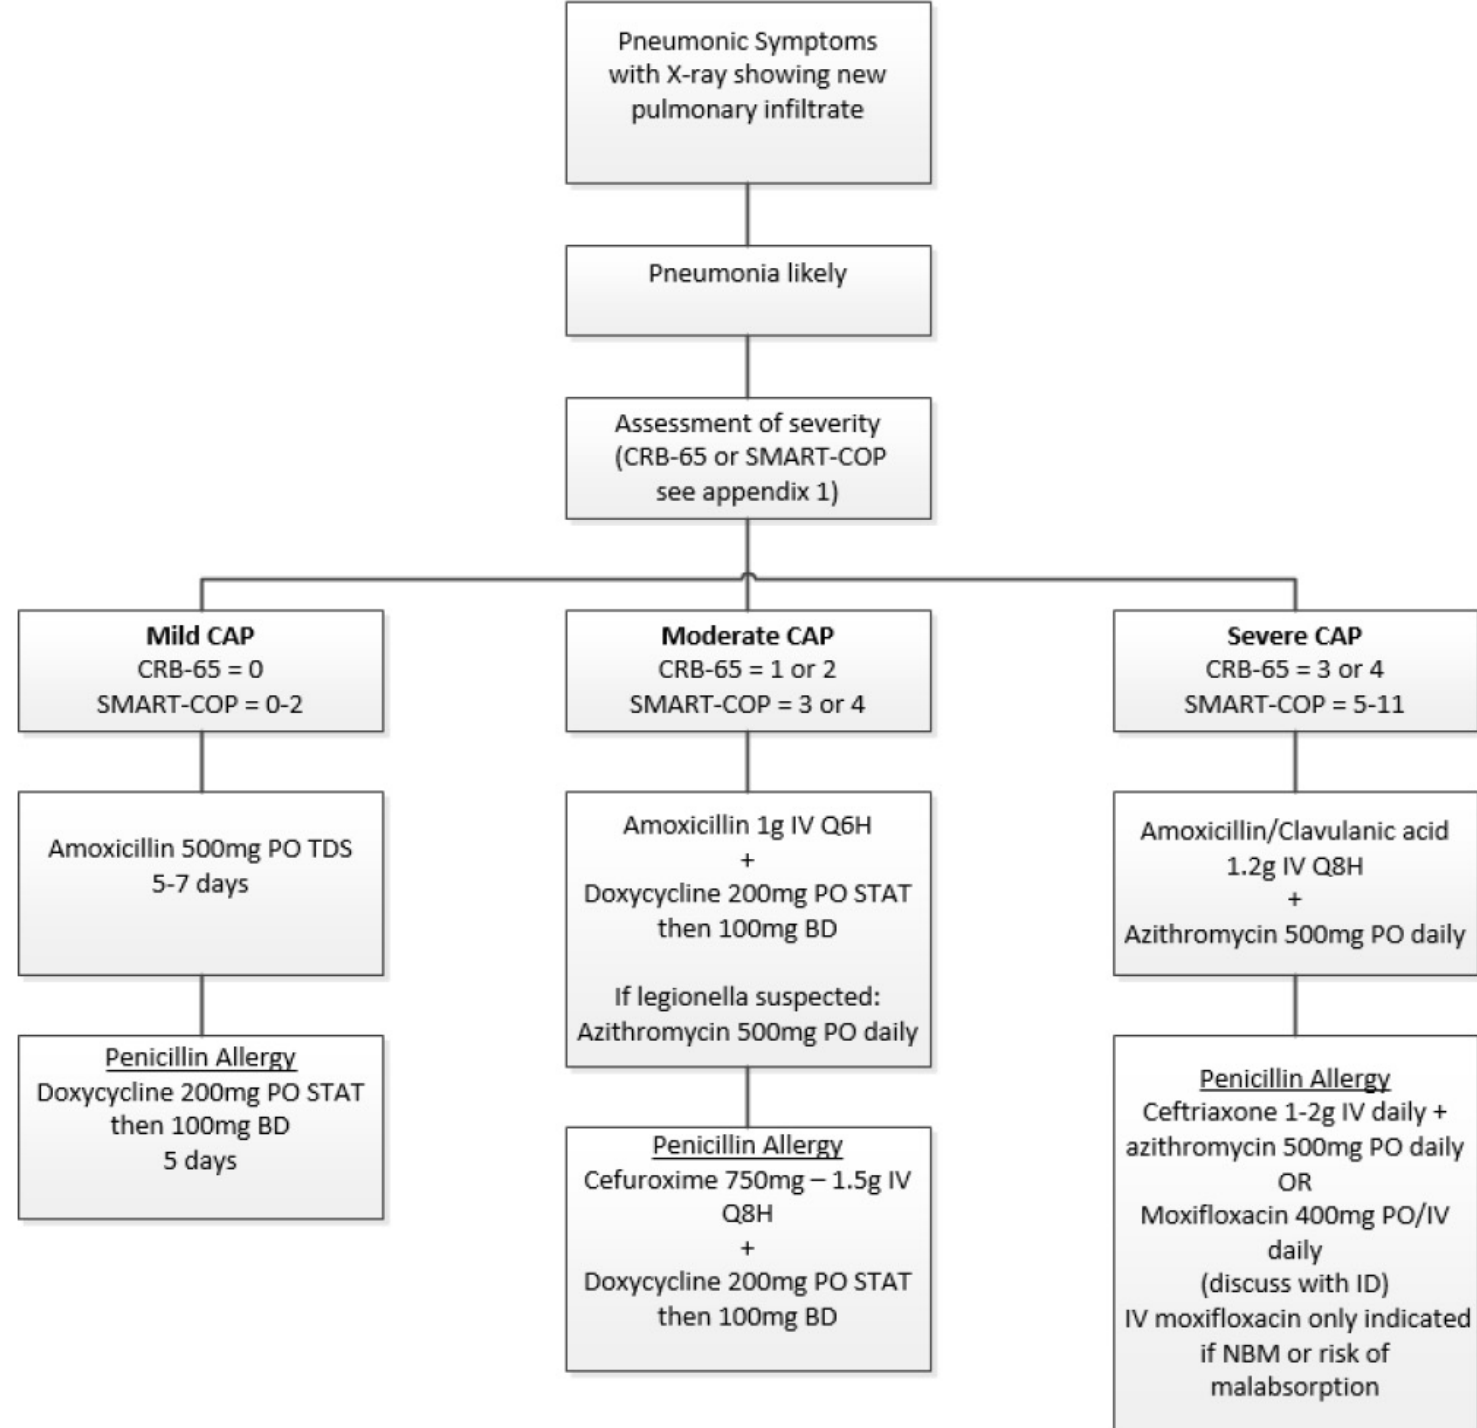 Pneumonic Symptoms
with X-ray showing new
pulmonary infiltrate
Pneumonia likely
Assessment of severity
(CRB-65 or SMART-COP
see appendix 1)
Mild CAP
CRB-65 = 0
SMART-COP = 0-2
Amoxicillin 500mg PO TDS
5-7 days
Penicillin Allergy
Doxycycline 200mg PO STAT
then 100mg BD
5 days
Moderate CAP
CRB-65 = 1 or 2
SMART-COP = 3 or 4
Amoxicillin 1g IV Q6H
+
Doxycycline 200mg PO STAT
then 100mg BD
If legionella suspected:
Azithromycin 500mg PO daily
Penicillin Allergy
Cefuroxime 750mg – 1.5g IV
Q8H
+
Doxycycline 200mg PO STAT
then 100mg BD
Severe CAP
CRB-65 = 3 or 4
SMART-COP = 5-11
Amoxicillin/Clavulanic acid
1.2g IV Q8H
+
Azithromycin 500mg PO daily
Penicillin Allergy
Ceftriaxone 1-2g IV daily +
azithromycin 500mg PO daily
OR
Moxifloxacin 400mg PO/IV
daily
(discuss with ID)
IV moxifloxacin only indicated
if NBM or risk of
malabsorption